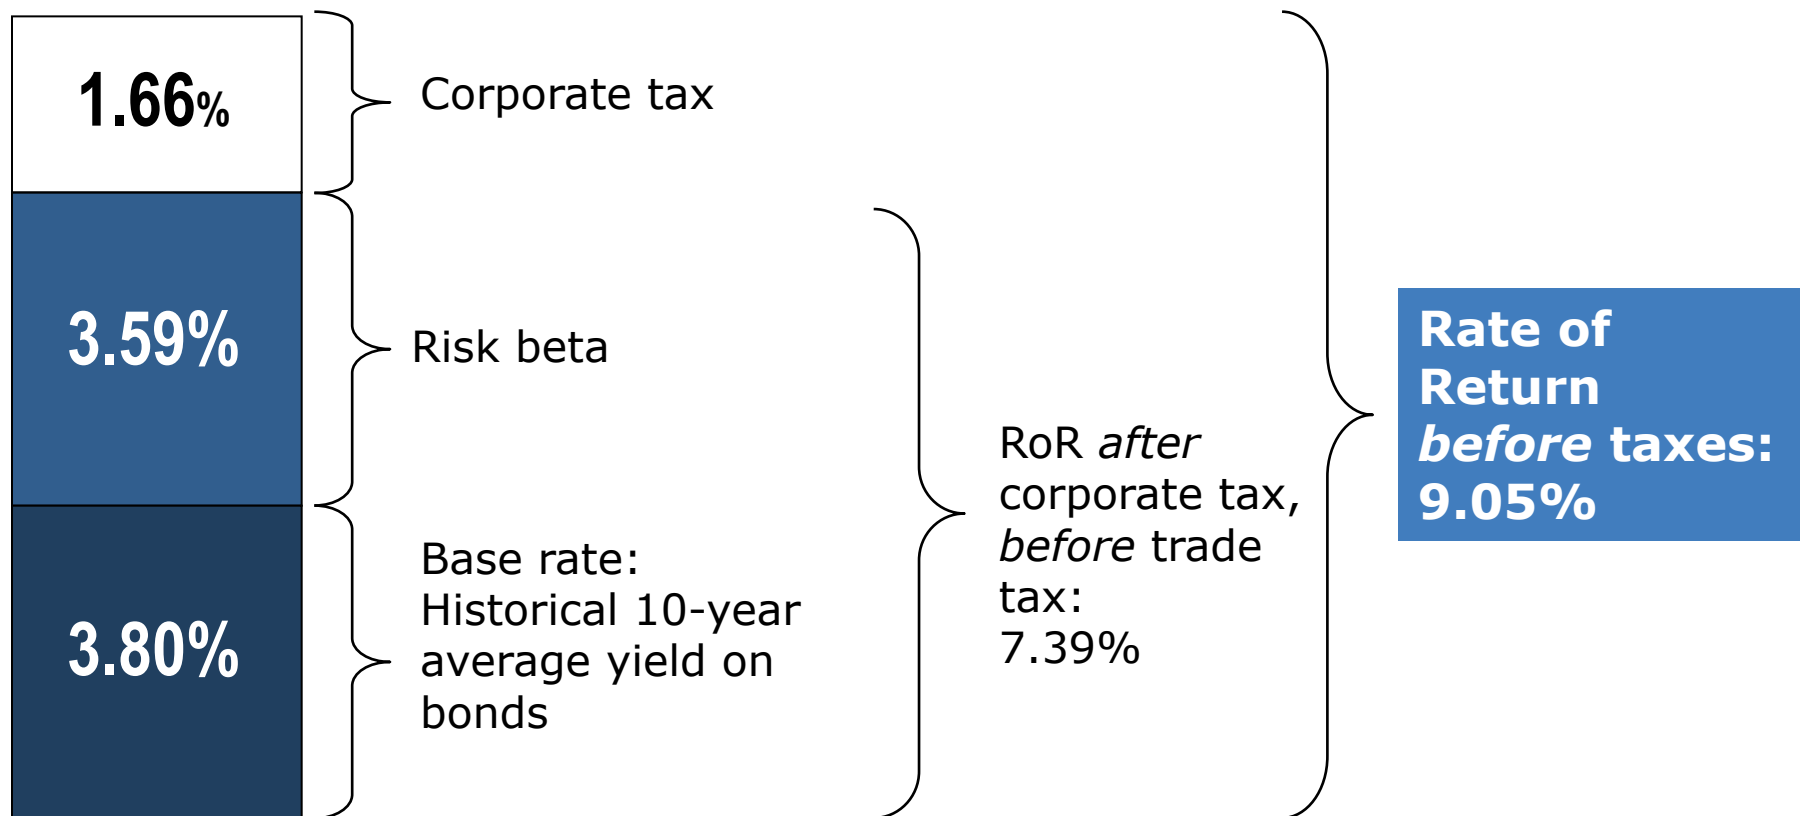 1.66%
Corporate tax
3.59%
Risk beta
3.80%
Base rate:
Historical 10-year
average yield on
bonds
RoR after
corporate tax,
before trade
tax:
7.39%
Rate of
Return
before taxes:
9.05%